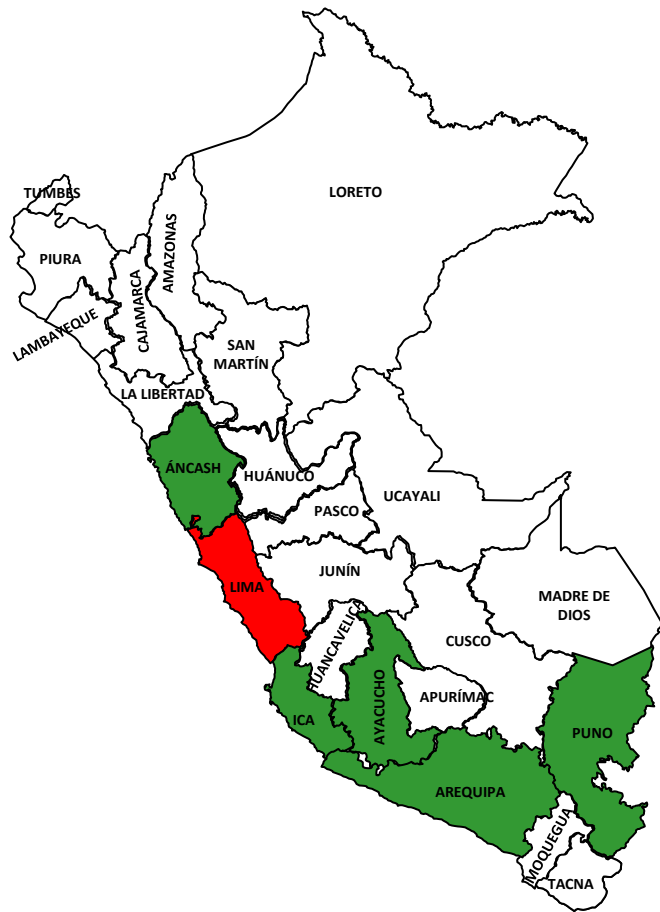 LORETO
TUMBES
AMAZONAS
PIURA
CAJAMARCA
LAMBAYEQUE
SAN
MARTÍN
LA LIBERTAD
ÁNCASH
HUÁNUCO
UCAYALI
PASCO
JUNÍN
LIMA
MADRE DE
DIOS
HUANCAVELICA
CUSCO
APURÍMAC
AYACUCHO
ICA
PUNO
AREQUIPA
MOQUEGUA
TACNA